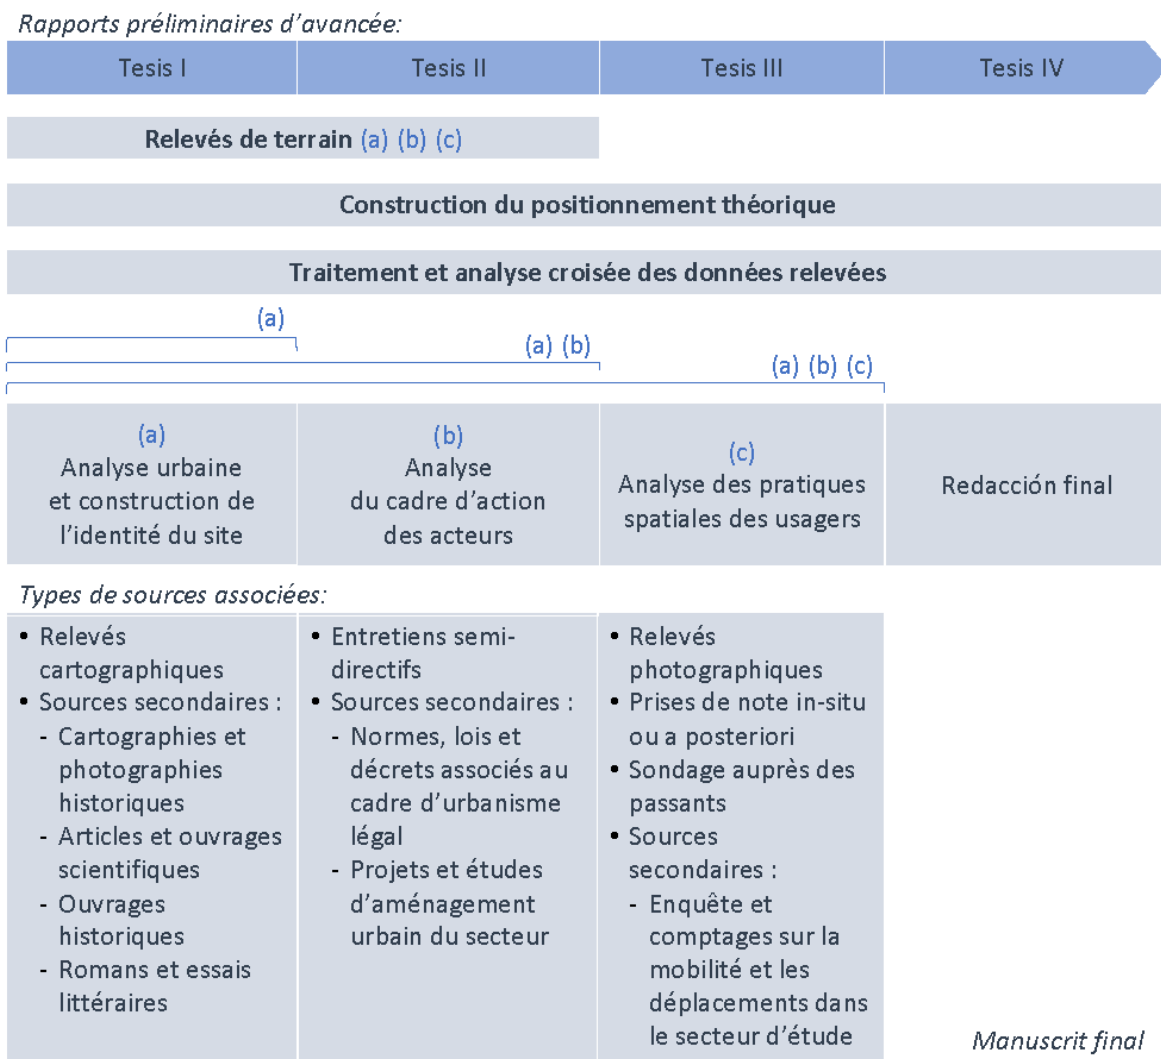 Rapports préliminaires d’avancée:
Tesis I
Tesis II
Tesis III
Tesis IV
Relevés de terrain (a) (b) (c)
Construction du positionnement théorique
Traitement et analyse croisée des données relevées
(a)
(a) (b)
(a) (b) (c)
(a)
Analyse urbaine
et construction de
l’identité du site
(b)
Analyse
du cadre d’action
des acteurs
(c)
Analyse des pratiques
spatiales des usagers
Redacción final
Types de sources associées:
• Relevés
cartographiques
• Sources secondaires :
- Cartographies et
photographies
historiques
- Articles et ouvrages
scientifiques
- Ouvrages
historiques
- Romans et essais
littéraires
• Entretiens semi-
directifs
• Sources secondaires :
- Normes, lois et
décrets associés au
cadre d’urbanisme
légal
- Projets et études
d’aménagement
urbain du secteur
• Relevés
photographiques
• Prises de note in-situ
ou a posteriori
• Sondage auprès des
passants
• Sources
secondaires :
- Enquête et
comptages sur la
mobilité et les
déplacements dans
le secteur d’étude
Manuscrit final